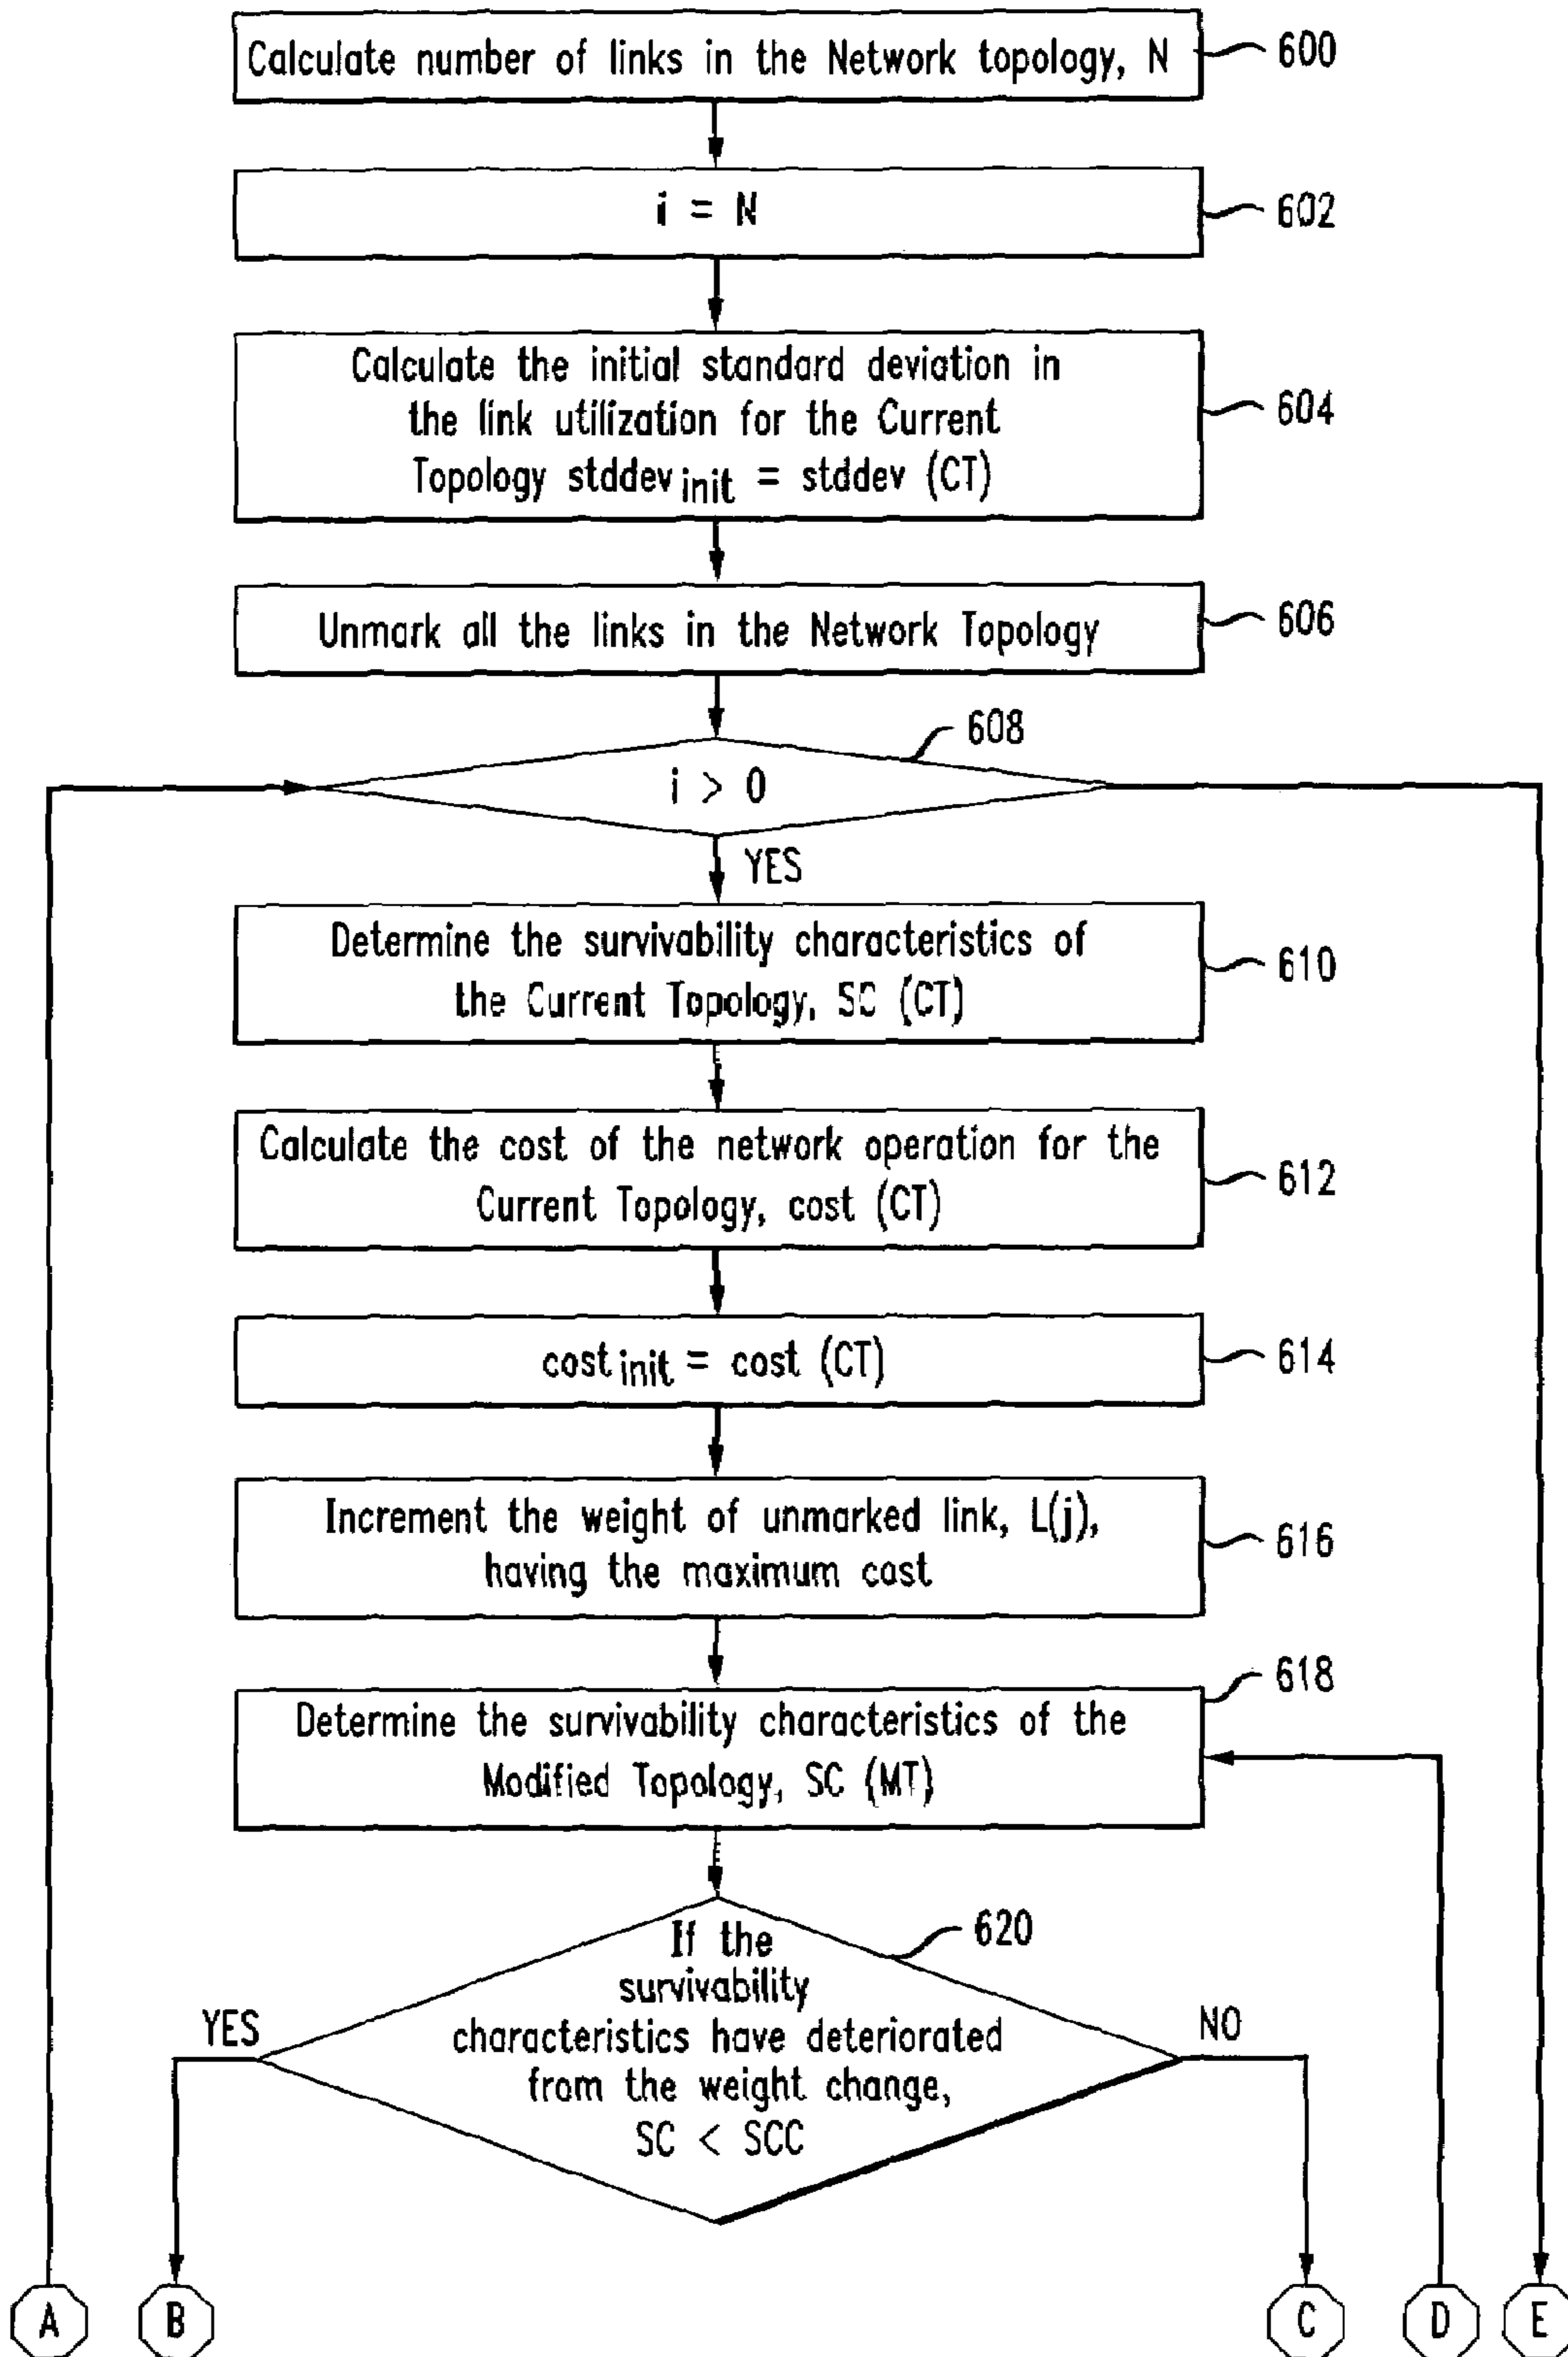 Calculate number of links in the Network topology, N
600
i = N
602
Calculate the initial standard deviation in
the link utilization for the Current
Topology stddev init = stddev (CT)
604
Unmark all the links in the Network Topology
606
608
i > 0
YES
Determine the survivability characteristics of
the Current Topology, SC (CT)
610
Calculate the cost of the network operation for the
Current Topology, cost (CT)
612
cost init = cost (CT)
614
Increment the weight of unmarked link, L(j),
having the maximum cost
616
618
Determine the survivability characteristics of the
Modified Topology, SC (MT)
620
If the
survivability
characteristics have deteriorated
from the weight change,
SC < SCC
YES
NO
A
B
C
D
E